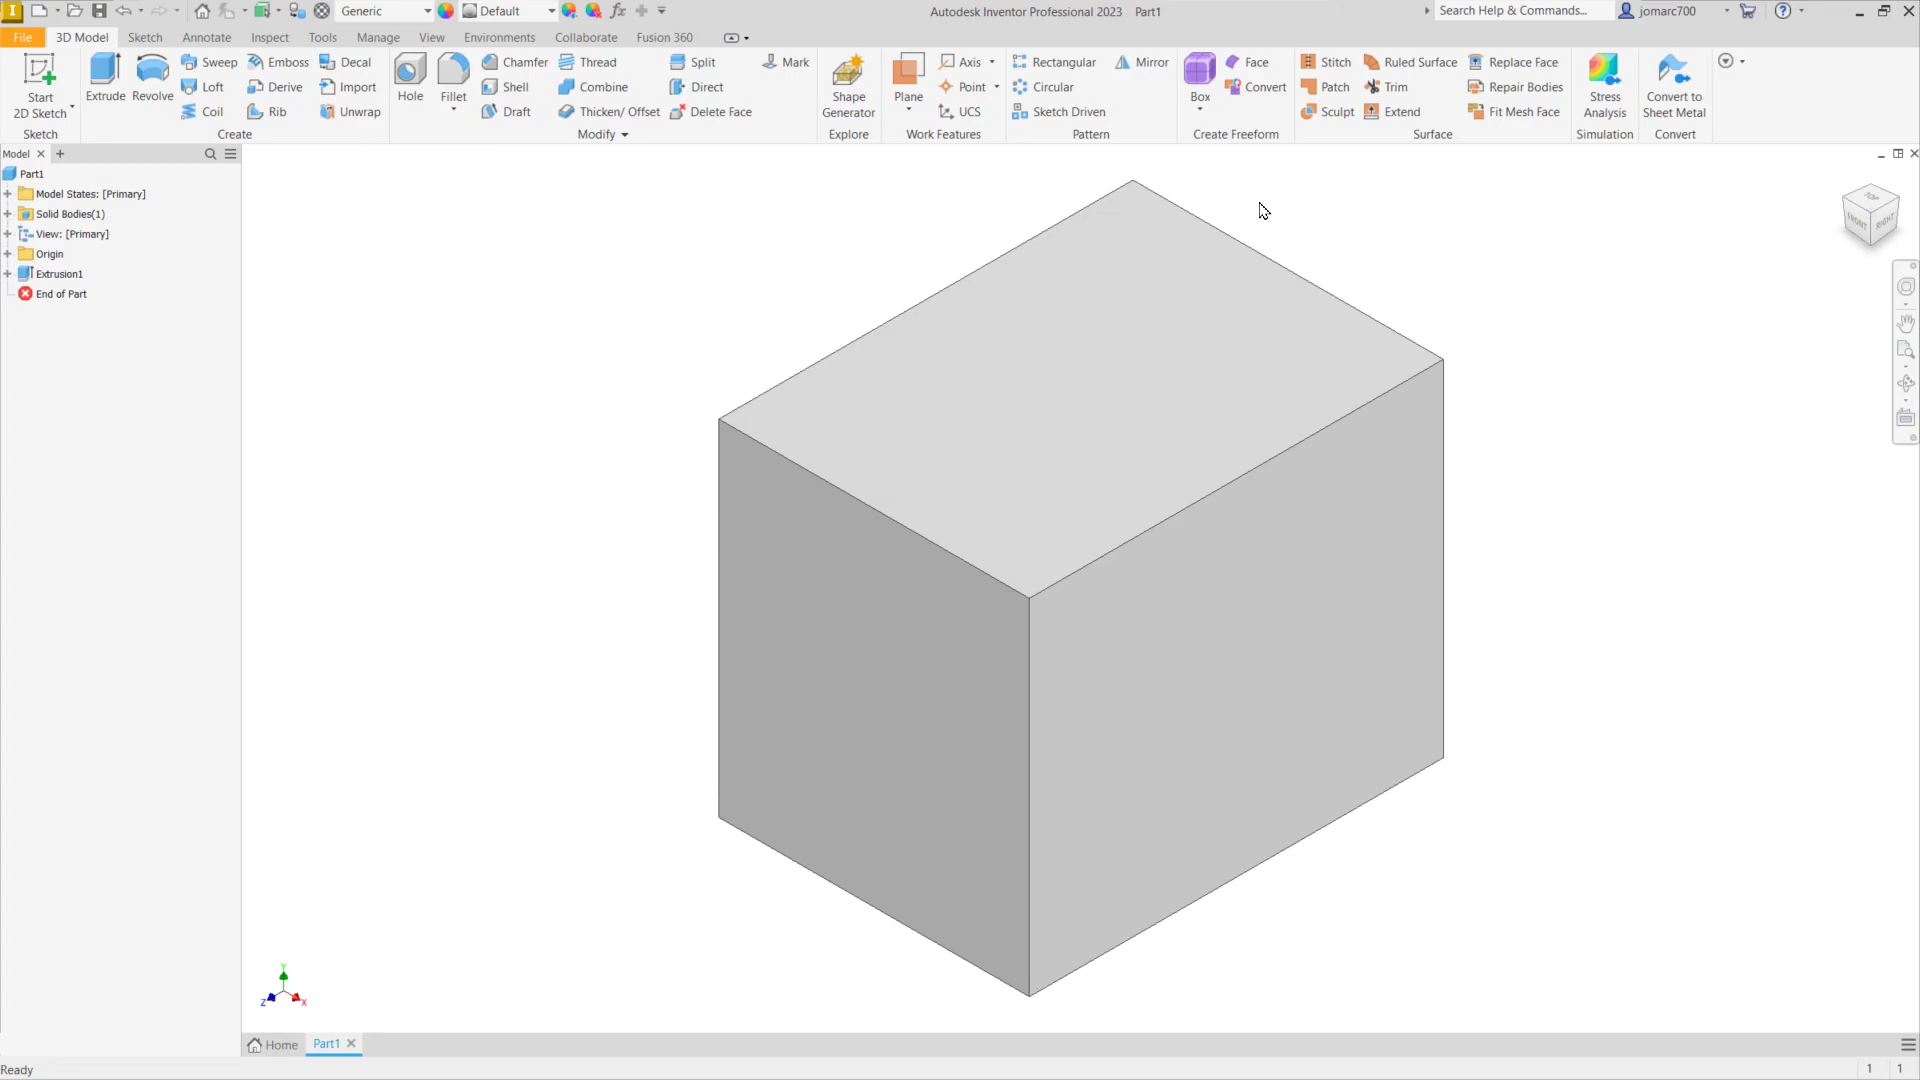 Generic
Default
Autodesk Inventor Professional 2023 Part1
Search Help & Commands...
jomarc700
File 3D Model Sketch Annotate Inspect Tools Manage View Environments Collaborate Fusion 360
Start
2D Sketch
Sketch
Extrude
Revolve
Sweep
Loft
Coil
Emboss
Derive
Rib
Decal
Import
Unwrap
Create
Hole
Fillet
Chamfer
Shell
Draft
Thread
Combine
Thicken/ Offset
Split
Direct
Delete Face
Mark
Modify
Shape
Generator
Explore
Plane
Axis
Point
UCS
Work Features
Rectangular
Circular
Sketch Driven
Mirror
Pattern
Box
Face
Convert
Create Freeform
Stitch
Patch
Sculpt
Ruled Surface
Trim
Extend
Replace Face
Repair Bodies
Fit Mesh Face
Surface
Stress
Analysis
Simulation
Convert to
Sheet Metal
Convert
Model
Part1
Model States: [Primary]
Solid Bodies(1)
View: [Primary]
Origin
Extrusion1
End of Part
TOP
FRONT
RIGHT
Y
Z
X
Home Part1
Ready
1 1